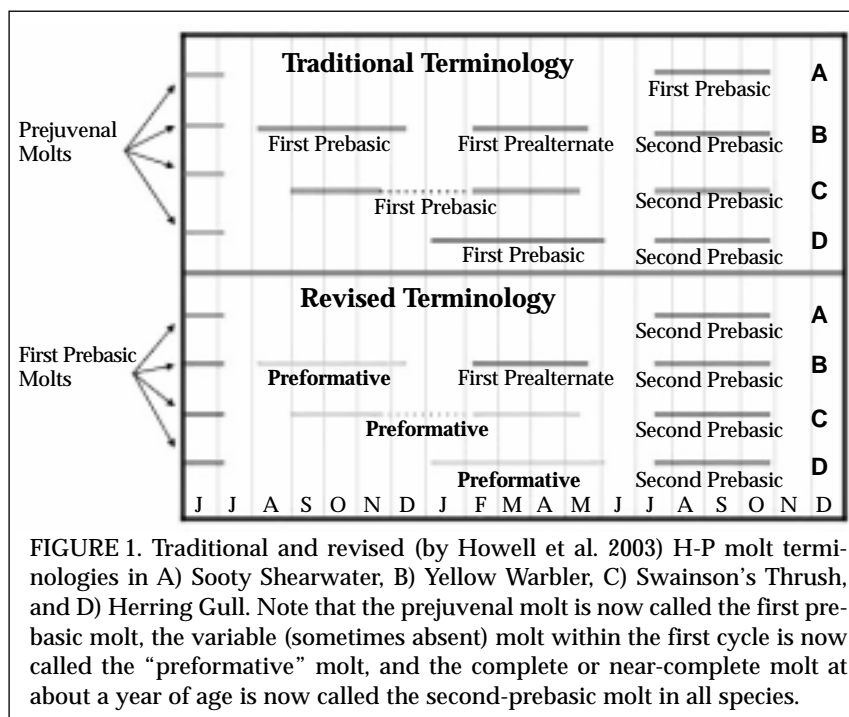 Traditional Terminology
A
First Prebasic
Prejuvenal
Molts
First Prebasic
First Prealternate
Second Prebasic
B
First Prebasic
Second Prebasic
C
First Prebasic
Second Prebasic
D
Revised Terminology
A
Second Prebasic
First Prebasic
Molts
Preformative
First Prealternate
Second Prebasic
B
Preformative
Second Prebasic
C
Preformative
Second Prebasic
D
J J A S O N D J F M A M J J A S O N D
FIGURE 1. Traditional and revised (by Howell et al. 2003) H-P molt termi-
nologies in A) Sooty Shearwater, B) Yellow Warbler, C) Swainson's Thrush,
and D) Herring Gull. Note that the prejuvenal molt is now called the first pre-
basic molt, the variable (sometimes absent) molt within the first cycle is now
called the “preformative” molt, and the complete or near-complete molt at
about a year of age is now called the second-prebasic molt in all species.